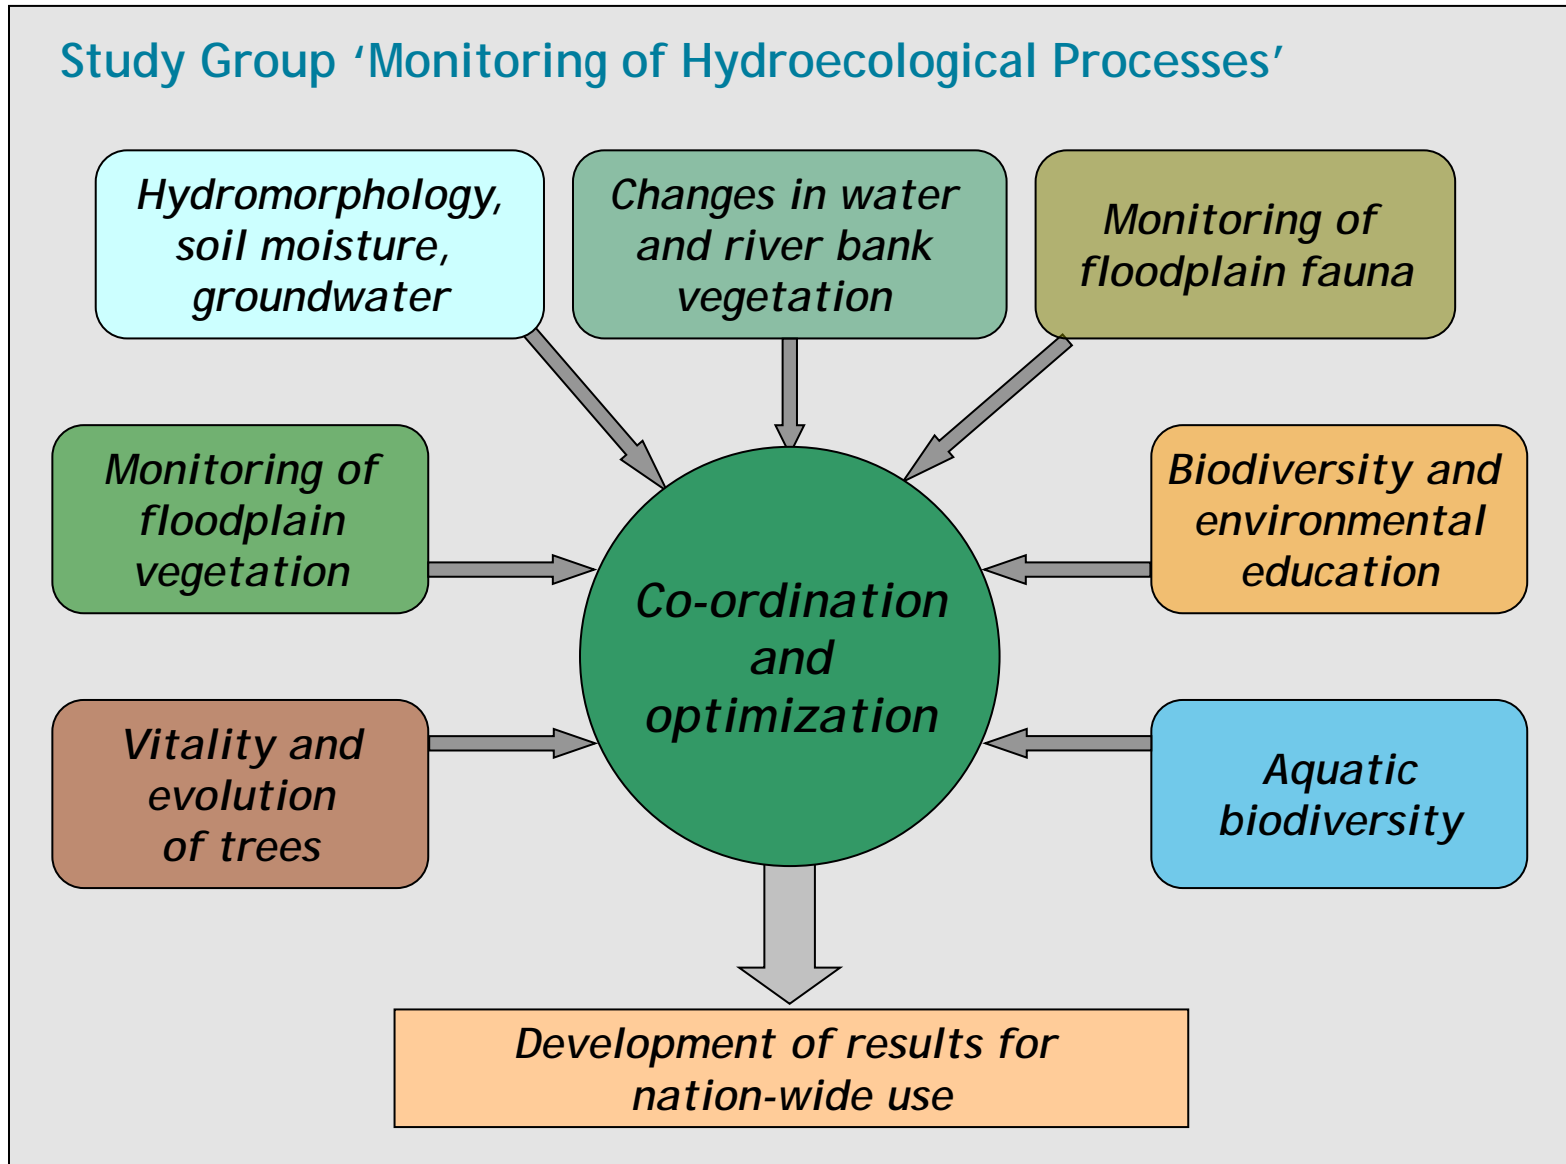 Study Group ‘Monitoring of Hydroecological Processes’
Hydromorphology,
soil moisture,
groundwater
Changes in water
and river bank
vegetation
Monitoring of
floodplain fauna
Monitoring of
floodplain
vegetation
Biodiversity and
environmental
education
Co-ordination
and
optimization
Vitality and
evolution
of trees
Aquatic
biodiversity
Development of results for
nation-wide use